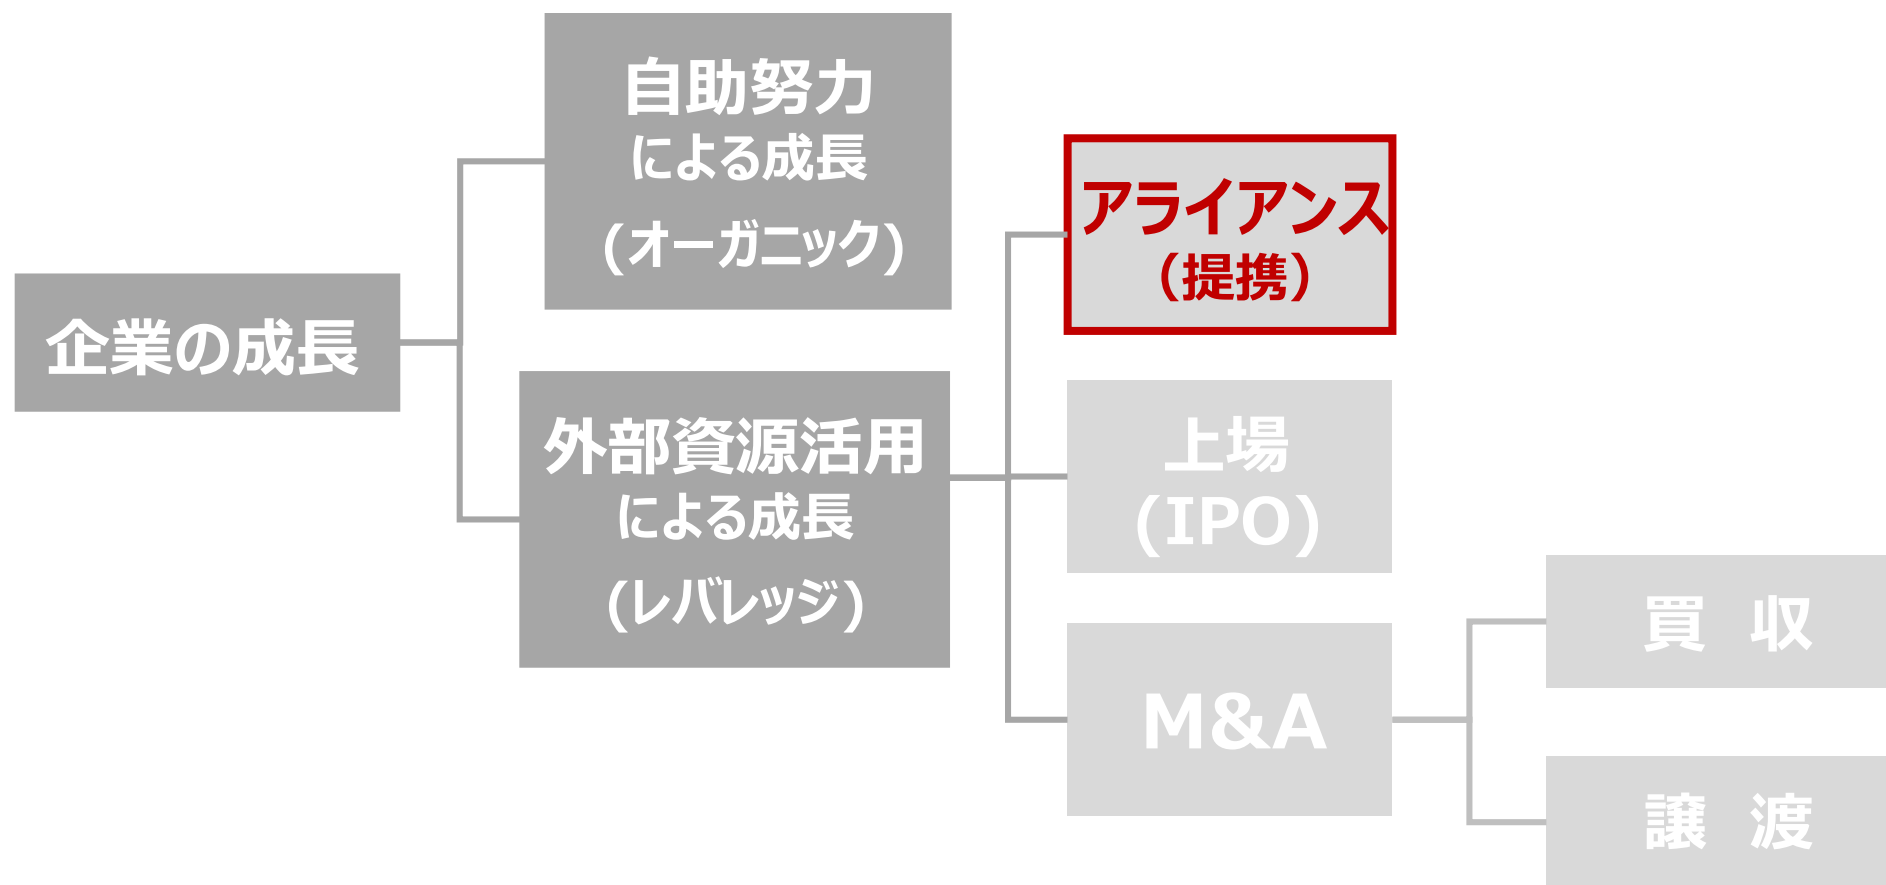 企業の成長
自助努力
による成長
(オーガニック)
外部資源活用
による成長
(レバレッジ)
アライアンス
(提携)
上場
(IPO)
M&A
買 収
譲 渡